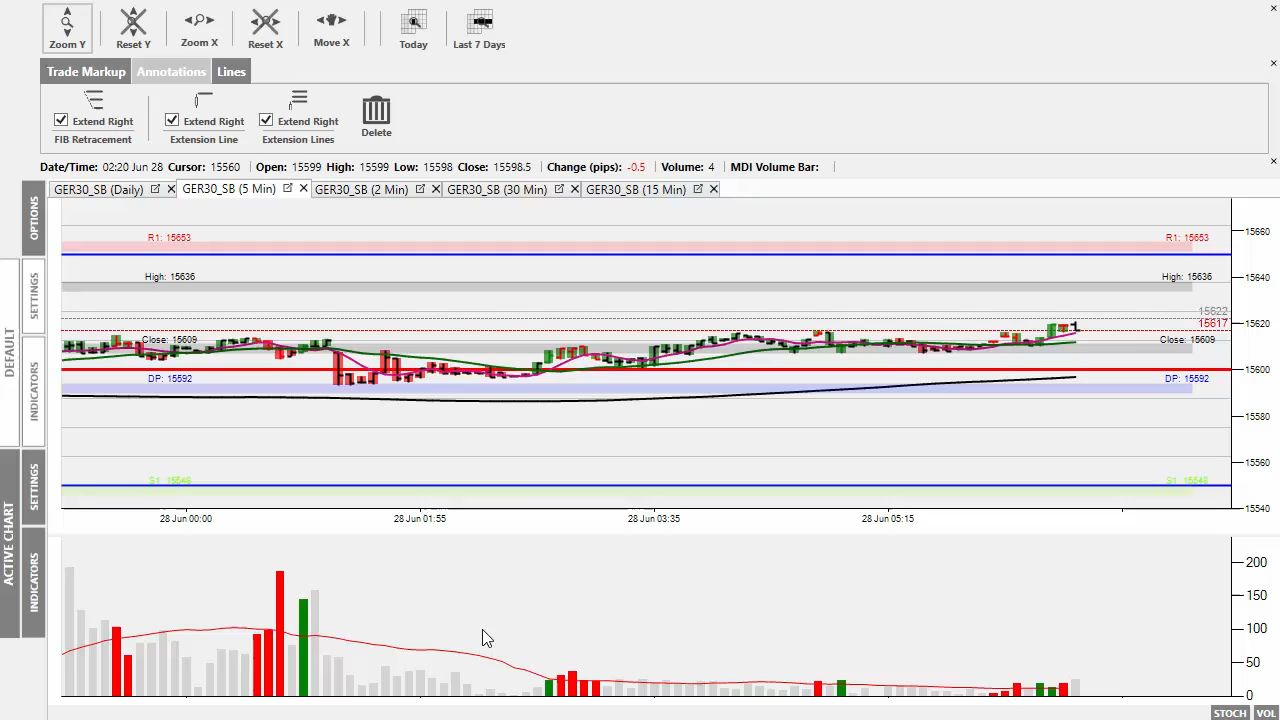 Zoom Y Reset Y Zoom X Reset X Move X Today Last 7 Days
Trade Markup Annotations Lines
Extend Right Extend Right Extend Right
FIB Retracement Extension Line Extension Lines Delete
Date/Time: 02:20 Jun 28 Cursor: 15560 Open: 15599 High: 15599 Low: 15598 Close: 15598.5 Change (pips): -0.5 Volume: 4 MDI Volume Bar:
GER30_SB (Daily) GER30_SB (5 Min) GER30_SB (2 Min) GER30_SB (30 Min) GER30_SB (15 Min)
OPTIONS
SETTINGS
INDICATORS
DEFAULT
SETTINGS
INDICATORS
ACTIVE CHART
R1: 15653 R1: 15653
High: 15636 High: 15636
15622
15617
Close: 15609 Close: 15609
DP: 15592 DP: 15592
S1: 15548 S1: 15548
15660
15640
15620
15600
15580
15560
15540
28 Jun 00:00 28 Jun 01:55 28 Jun 03:35 28 Jun 05:15
200
150
100
50
0
STOCH VOL